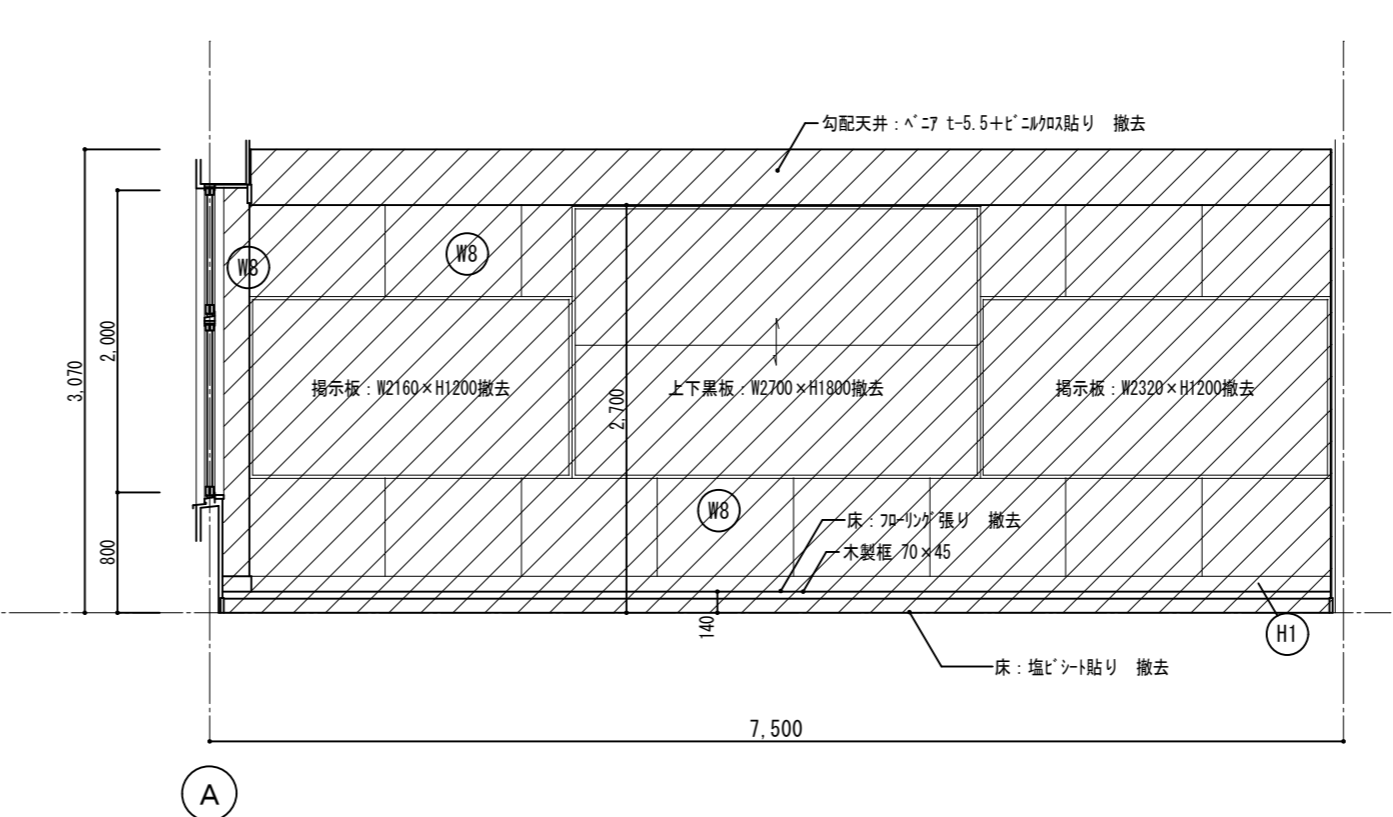 勾配天井：ﾍﾞﾆｱ t-5.5＋ﾋﾞﾆﾙｸﾛｽ貼り　撤去
W8
W8
2,000
3,070
掲示板：W2160×H1200撤去
上下黒板：W2700×H1800撤去
掲示板：W2320×H1200撤去
2,700
W8
床：ﾌﾛｰﾘﾝｸﾞ張り　撤去
木製框 70×45
800
140
H1
床：塩ﾋﾞｼｰﾄ貼り　撤去
7,500
A